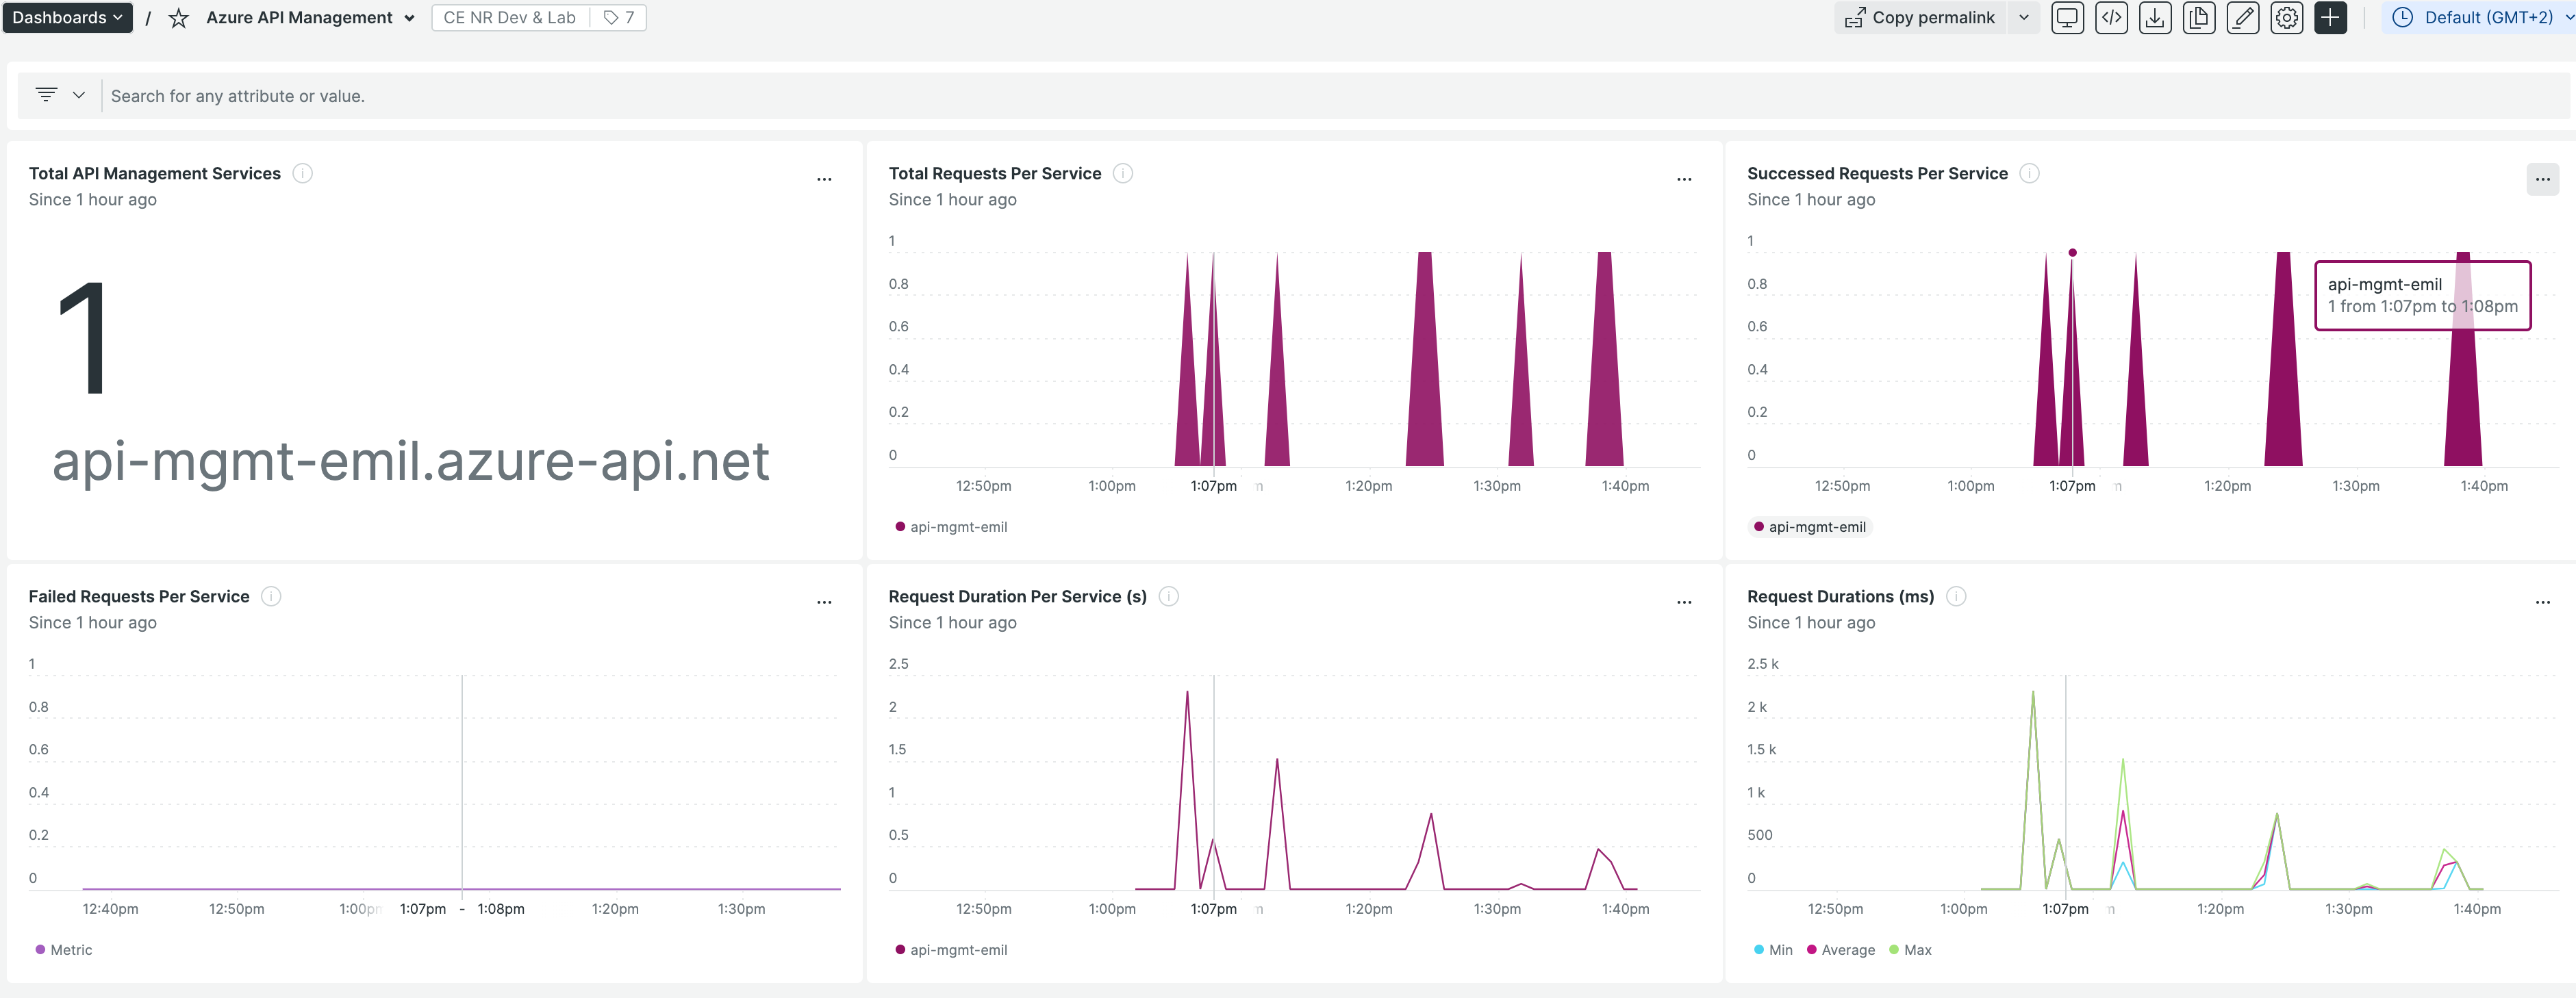 Dashboards / Azure API Management CE NR Dev & Lab 7 Copy permalink Default (GMT+2)
Search for any attribute or value.
Total API Management Services
Since 1 hour ago
1
api-mgmt-emil.azure-api.net
Total Requests Per Service
Since 1 hour ago
1
0.8
0.6
0.4
0.2
0
12:50pm 1:00pm 1:07pm 1:20pm 1:30pm 1:40pm
api-mgmt-emil
Successed Requests Per Service
Since 1 hour ago
1
0.8
0.6
0.4
0.2
0
api-mgmt-emil
1 from 1:07pm to 1:08pm
12:50pm 1:00pm 1:07pm 1:20pm 1:30pm 1:40pm
api-mgmt-emil
Failed Requests Per Service
Since 1 hour ago
1
0.8
0.6
0.4
0.2
0
12:40pm 12:50pm 1:00pm 1:07pm - 1:08pm 1:20pm 1:30pm
Metric
Request Duration Per Service (s)
Since 1 hour ago
2.5
2
1.5
1
0.5
0
12:50pm 1:00pm 1:07pm 1:20pm 1:30pm 1:40pm
api-mgmt-emil
Request Durations (ms)
Since 1 hour ago
2.5 k
2 k
1.5 k
1 k
500
0
12:50pm 1:00pm 1:07pm 1:20pm 1:30pm 1:40pm
Min Average Max